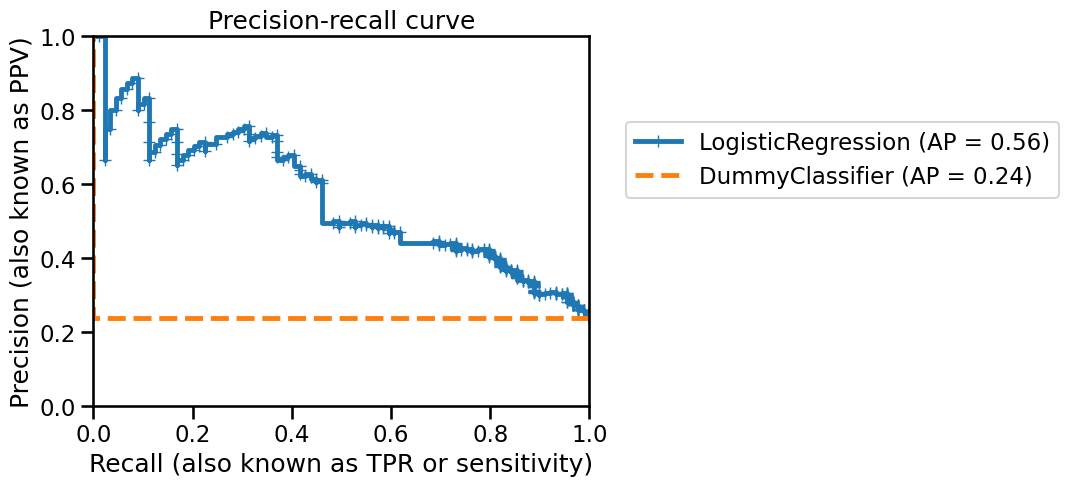 Precision-recall curve
Precision (also known as PPV)
1.0
0.8
0.6
0.4
0.2
0.0
0.0 0.2 0.4 0.6 0.8 1.0
Recall (also known as TPR or sensitivity)
LogisticRegression (AP = 0.56)
DummyClassifier (AP = 0.24)